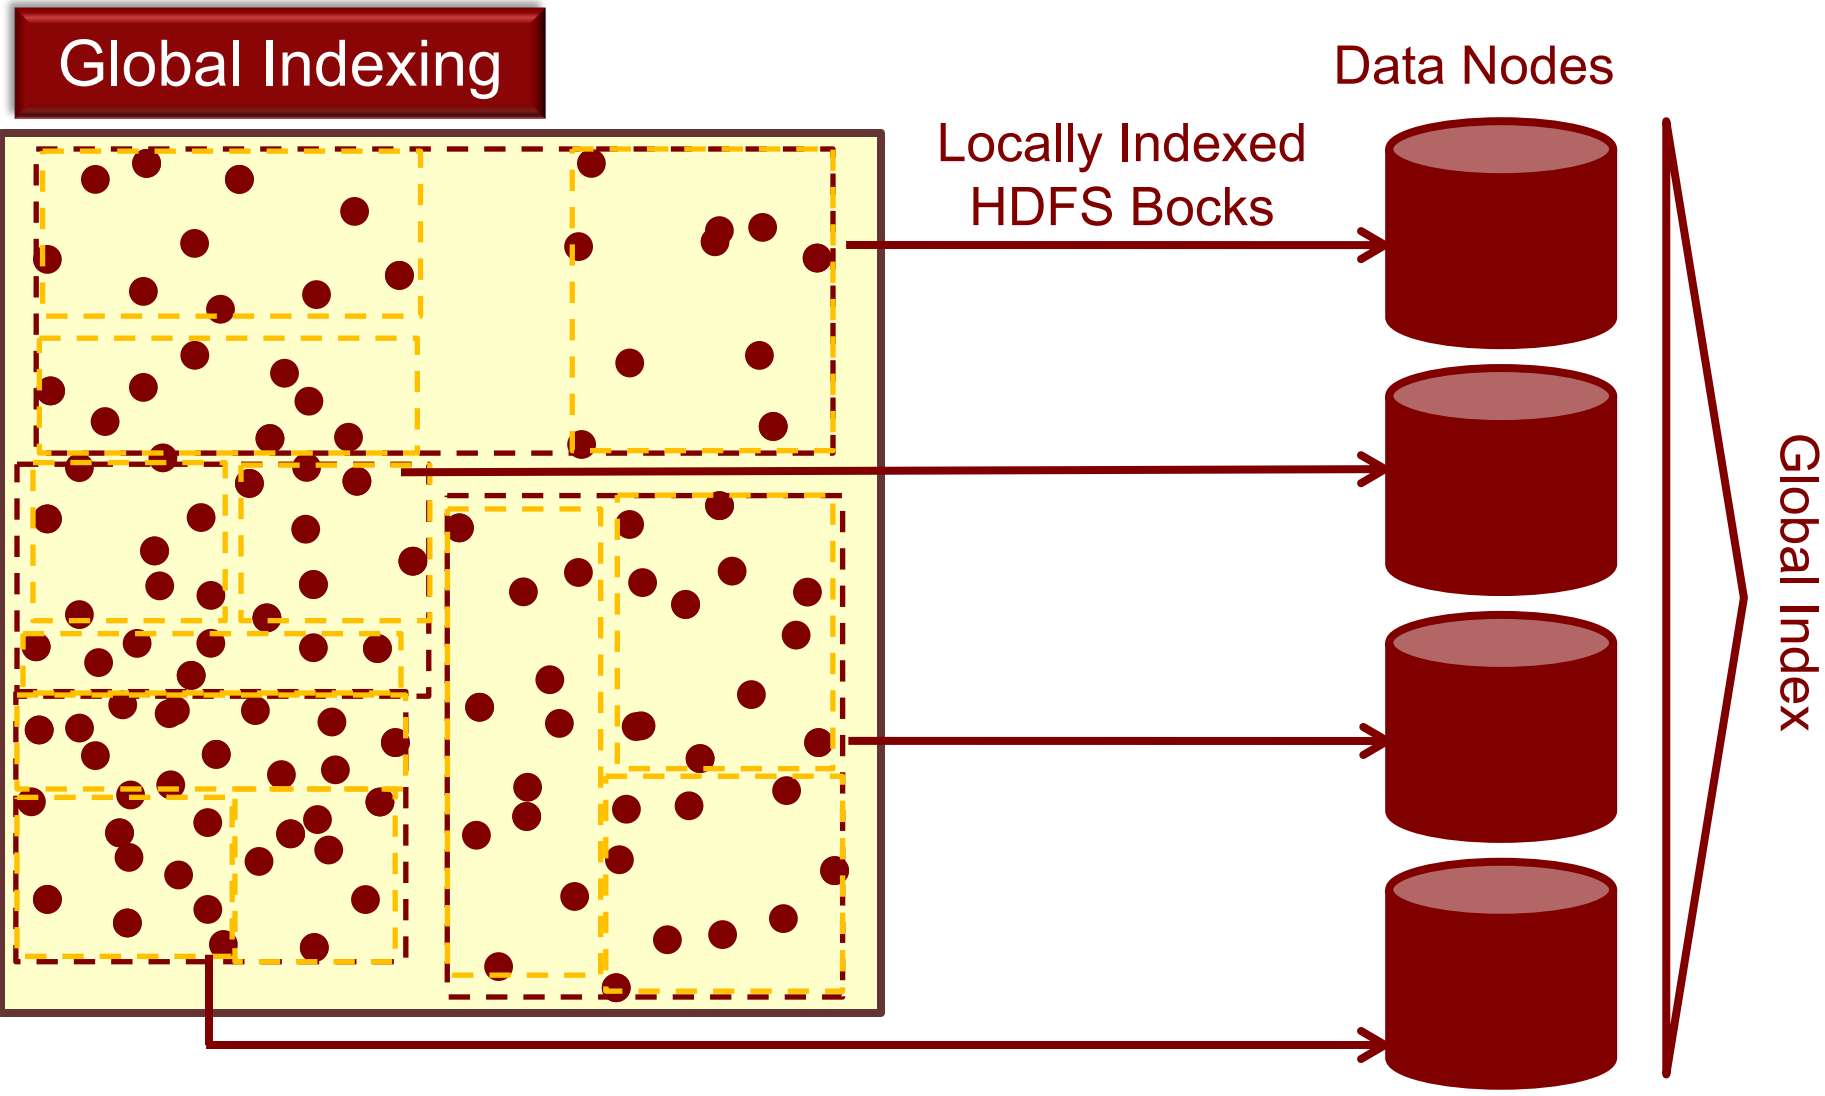 Global Indexing
Data Nodes
Locally Indexed
HDFS Bocks
Global Index